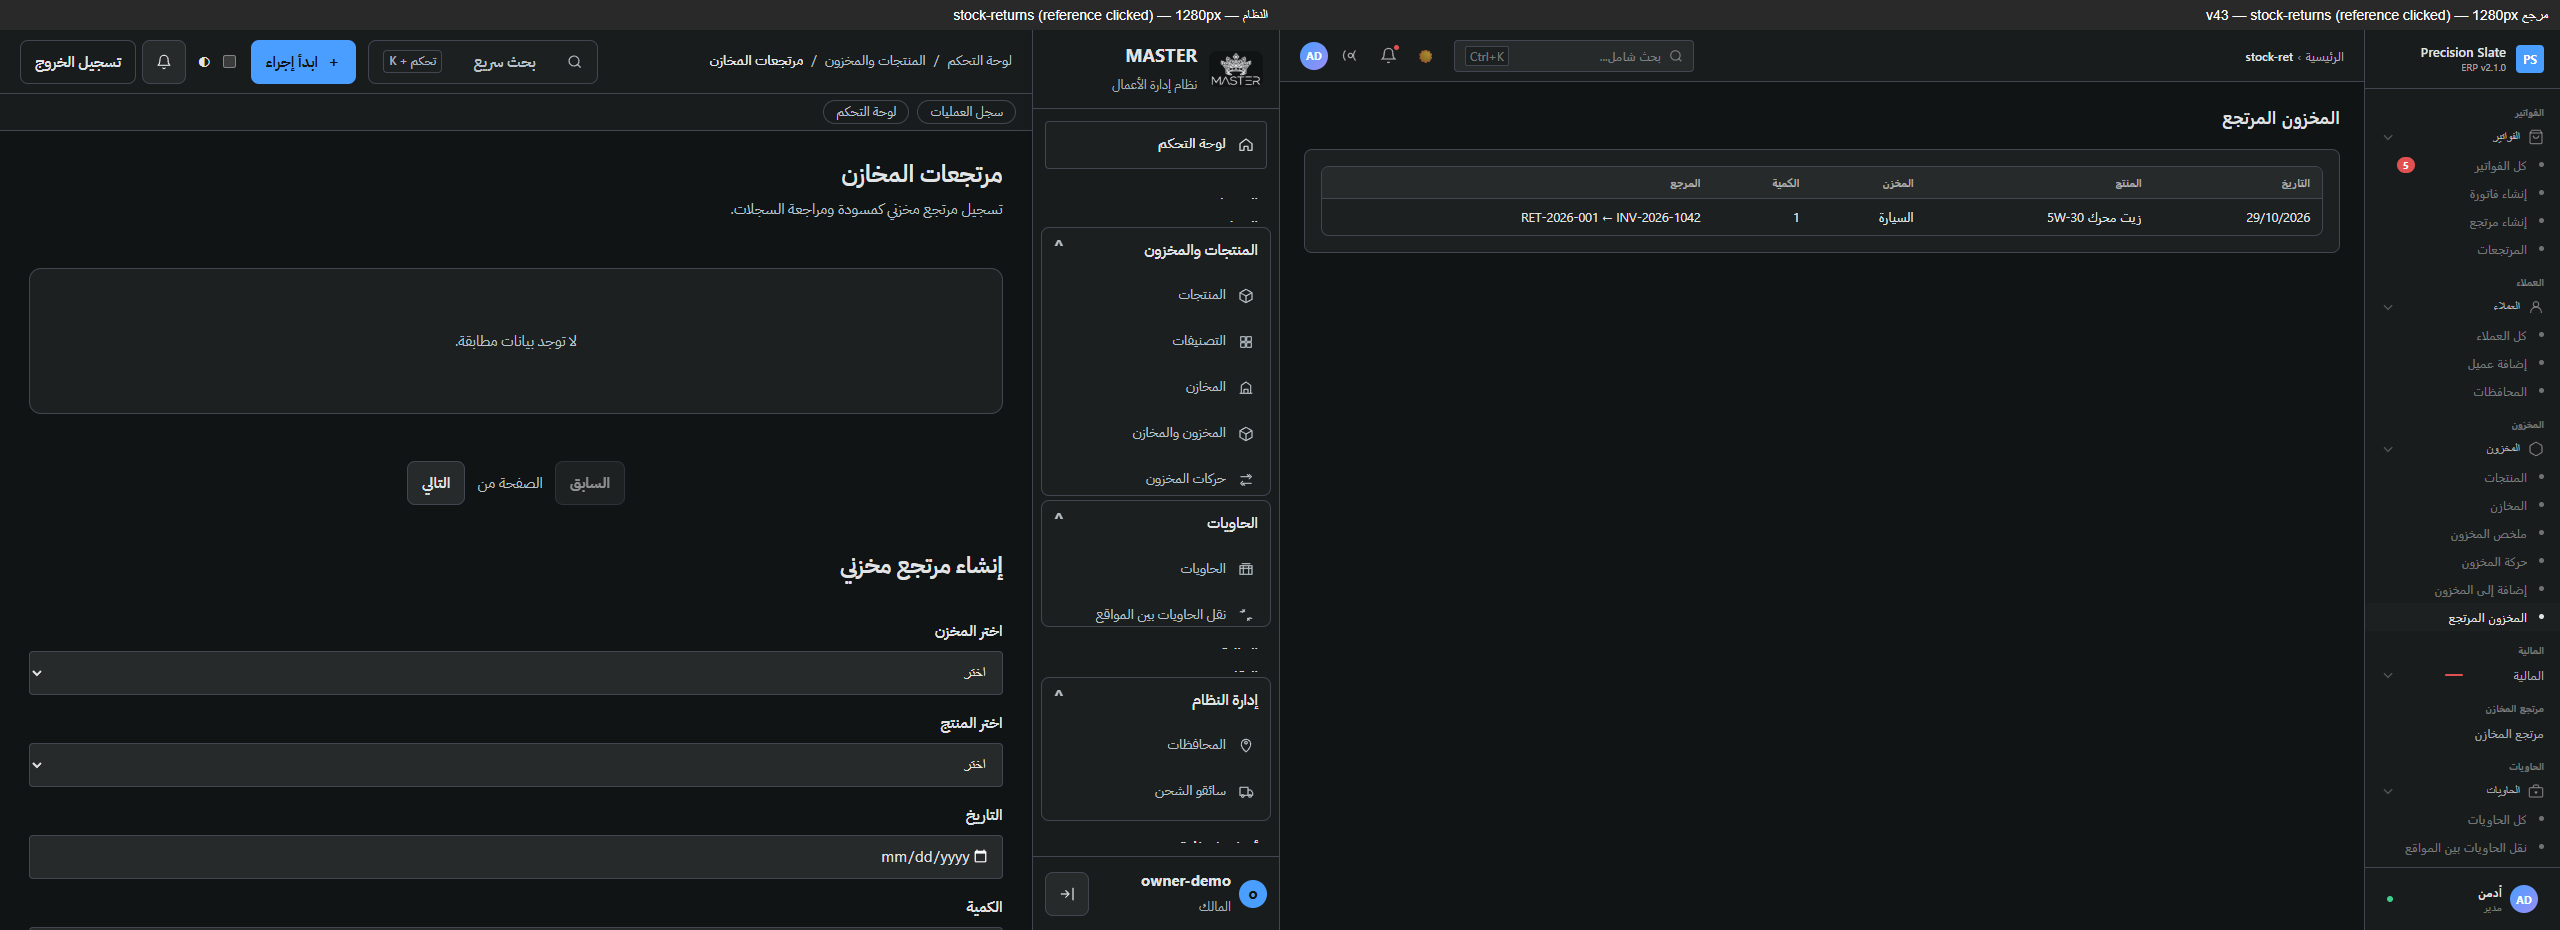 مرجع v43 — stock-returns (reference clicked) — 1280px
Precision Slate
ERP v2.1.0
PS
الفواتير
الفواتير
كل الفواتير
5
إنشاء فاتورة
إنشاء مرتجع
المرتجعات
العملاء
العملاء
كل العملاء
إضافة عميل
المحافظات
المخزون
المخزون
المنتجات
المخازن
ملخص المخزون
حركة المخزون
إضافة إلى المخزون
المخزون المرتجع
المالية
المالية
مرتجع المخازن
مرتجع المخازن
الحاويات
الحاويات
كل الحاويات
نقل الحاويات بين المواقع
أدمن
مدير
AD
الرئيسية › stock-ret
بحث شامل...
Ctrl+K
AD
المخزون المرتجع
التاريخ المنتج المخزن الكمية المرجع
29/10/2026 زيت محرك 5W-30 السيارة 1 RET-2026-001 ← INV-2026-1042
النظام — stock-returns (reference clicked) — 1280px
MASTER
نظام إدارة الأعمال
MASTER
لوحة التحكم
المنتجات والمخزون
^
المنتجات
التصنيفات
المخازن
المخزون والمخازن
حركات المخزون
الحاويات
^
الحاويات
نقل الحاويات بين المواقع
إدارة النظام
^
المحافظات
سائقو الشحن
owner-demo
المالك
o
لوحة التحكم / المنتجات والمخزون / مرتجعات المخازن
بحث سريع
تحكم + K
+ ابدأ إجراء
تسجيل الخروج
سجل العمليات
لوحة التحكم
مرتجعات المخازن
تسجيل مرتجع مخزني كمسودة ومراجعة السجلات.
لا توجد بيانات مطابقة.
السابق
الصفحة من
التالي
إنشاء مرتجع مخزني
اختر المخزن
اختر
اختر المنتج
اختر
التاريخ
mm/dd/yyyy
الكمية